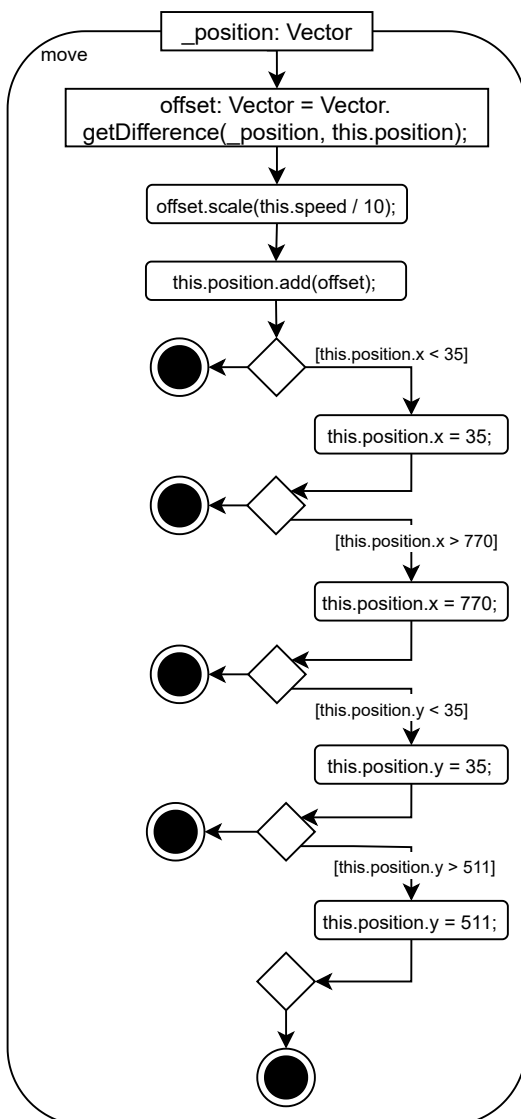 _position: Vector
move
offset: Vector = Vector.
getDifference(_position, this.position);
offset.scale(this.speed / 10);
this.position.add(offset);
[this.position.x < 35]
this.position.x = 35;
[this.position.x > 770]
this.position.x = 770;
[this.position.y < 35]
this.position.y = 35;
[this.position.y > 511]
this.position.y = 511;